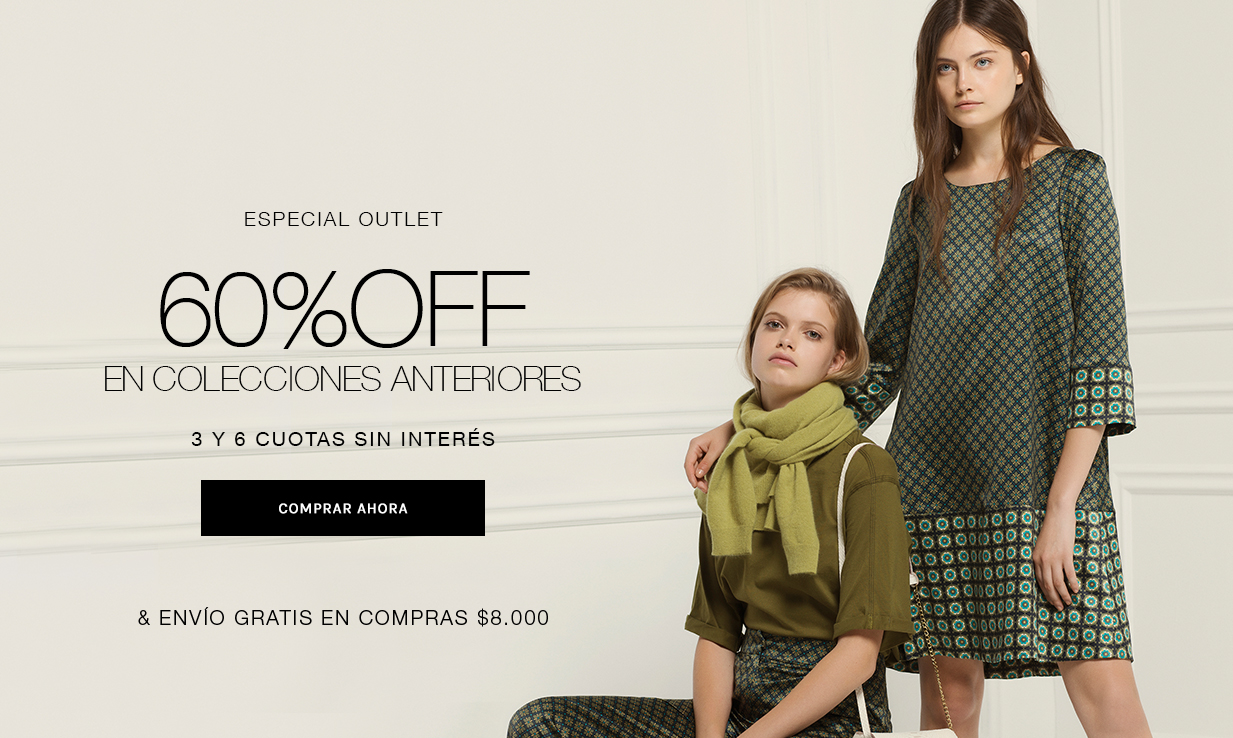 ESPECIAL OUTLET
60%OFF
EN COLECCIONES ANTERIORES
3 Y 6 CUOTAS SIN INTERÉS
COMPRAR AHORA
& ENVÍO GRATIS EN COMPRAS $8.000